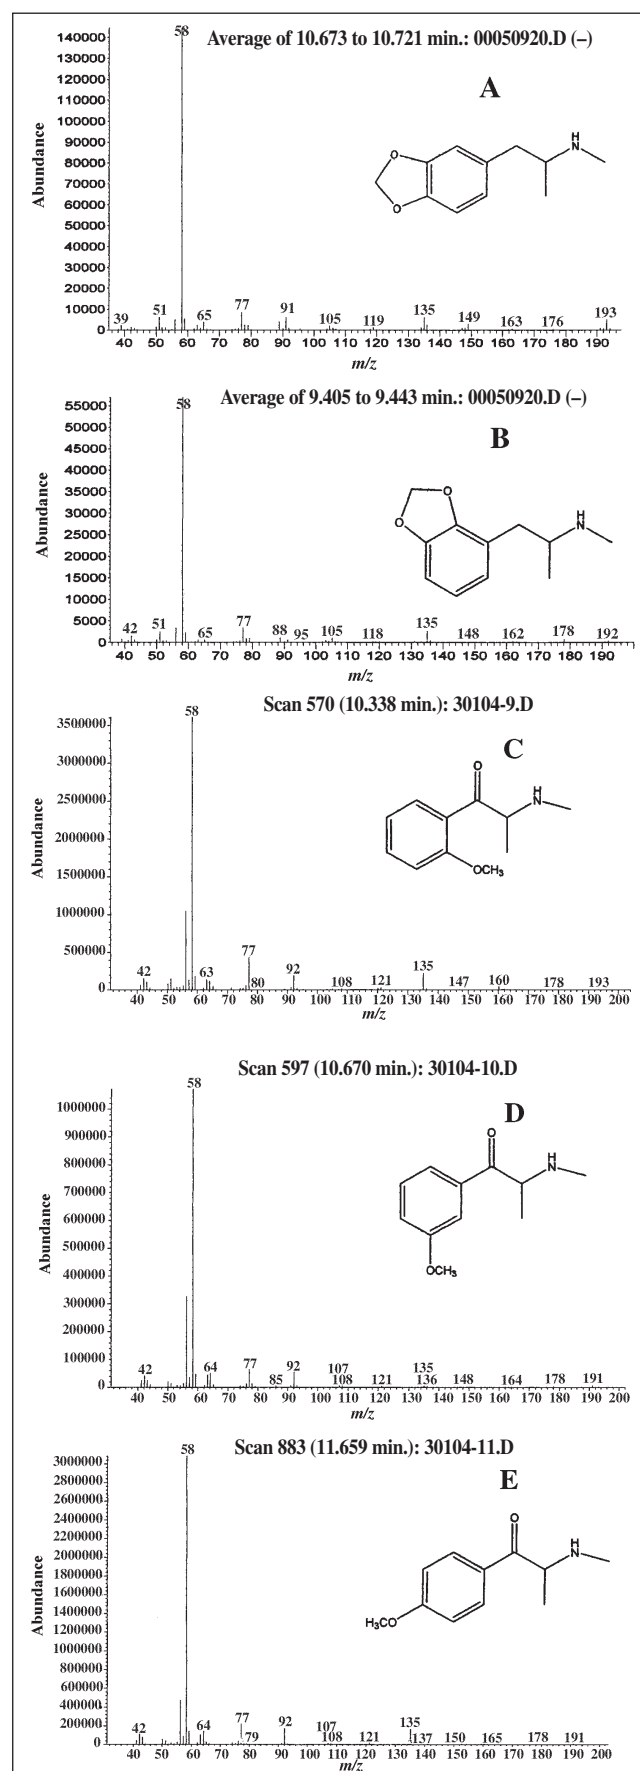 Average of 10.673 to 10.721 min.: 00050920.D (–)
A
Abundance
140000
130000
120000
110000
100000
90000
80000
70000
60000
50000
40000
30000
20000
10000
0
58
39 51 65 77 91 105 119 135 149 163 176 193
O
O
H
N
40 50 60 70 80 90 100 110 120 130 140 150 160 170 180 190
m/z
Average of 9.405 to 9.443 min.: 00050920.D (–)
B
Abundance
55000
50000
45000
40000
35000
30000
25000
20000
15000
10000
5000
0
58
42 51 65 77 88 95 105 118 135 148 162 178 192
O
O
H
N
40 50 60 70 80 90 100 110 120 130 140 150 160 170 180 190
m/z
Scan 570 (10.338 min.): 30104-9.D
C
Abundance
3500000
3000000
2500000
2000000
1500000
1000000
500000
0
58
42 63 77 80 92 108 121 135 147 160 178 193
O
H
N
OCH3
40 50 60 70 80 90 100 110 120 130 140 150 160 170 180 190 200
m/z
Scan 597 (10.670 min.): 30104-10.D
D
Abundance
1000000
900000
800000
700000
600000
500000
400000
300000
200000
100000
0
58
42 64 77 85 92 107 108 121 135 136 148 164 178 191
O
H
N
OCH3
40 50 60 70 80 90 100 110 120 130 140 150 160 170 180 190 200
m/z
Scan 883 (11.659 min.): 30104-11.D
E
Abundance
3000000
2800000
2600000
2400000
2200000
2000000
1800000
1600000
1400000
1200000
1000000
800000
600000
400000
200000
0
58
42 64 77 79 92 107 108 121 135 137 150 165 178 191
O
H
N
H3CO
40 50 60 70 80 90 100 110 120 130 140 150 160 170 180 190 200
m/z